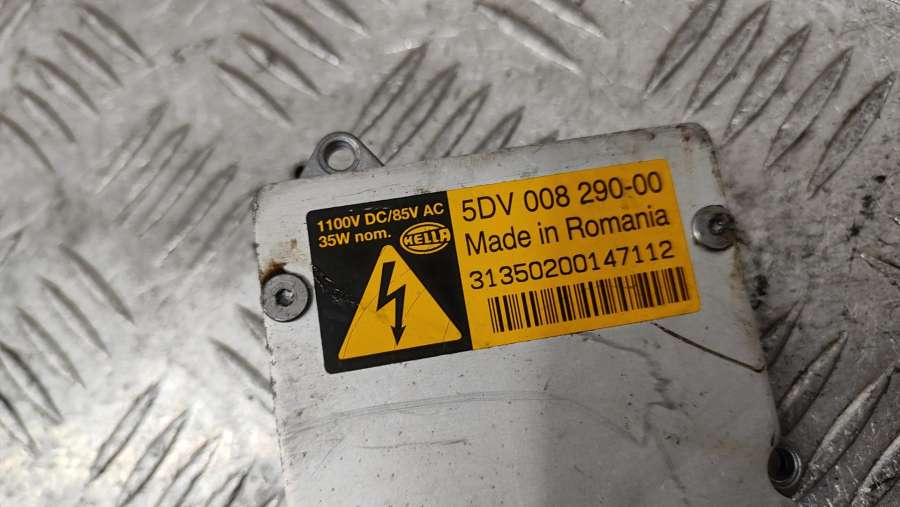 1100V DC/85V AC
35W nom.
HELLA
5DV 008 290-00
Made in Romania
31350200147112